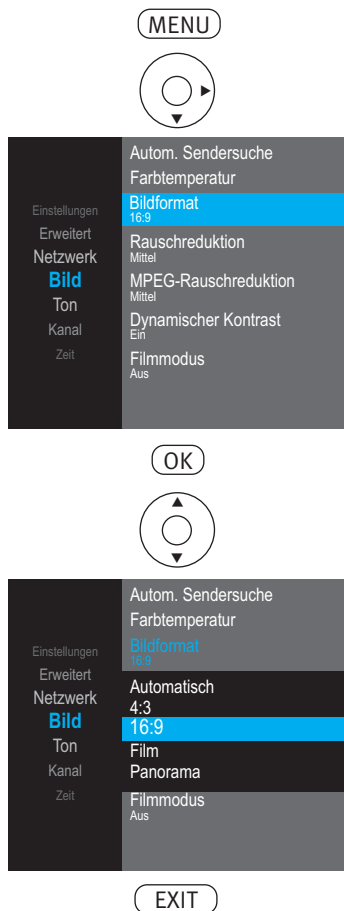 MENU
Autom. Sendersuche
Farbtemperatur
Bildformat
16:9
Rauschreduktion
Mittel
MPEG-Rauschreduktion
Mittel
Dynamischer Kontrast
Ein
Filmmodus
Aus
Einstellungen
Erweitert
Netzwerk
Bild
Ton
Kanal
Zeit
OK
Autom. Sendersuche
Farbtemperatur
Bildformat
16:9
Automatisch
4:3
16:9
Film
Panorama
Filmmodus
Aus
Einstellungen
Erweitert
Netzwerk
Bild
Ton
Kanal
Zeit
EXIT